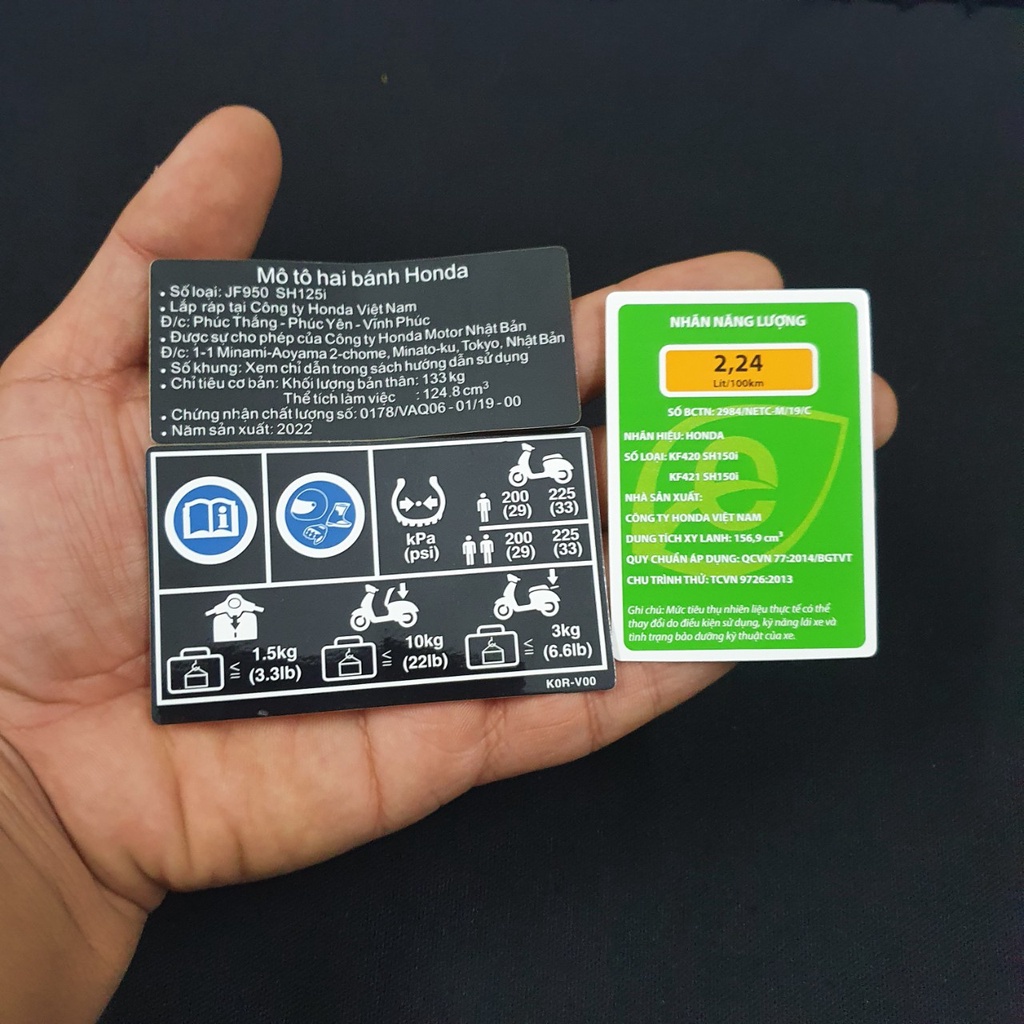 Mô tô hai bánh Honda
• Số loại: JF950 SH125i
• Lắp ráp tại Công ty Honda Việt Nam
Đ/c: Phúc Thắng - Phúc Yên - Vĩnh Phúc
• Được sự cho phép của Công ty Honda Motor Nhật Bản
Đ/c: 1-1 Minami-Aoyama 2-chome, Minato-ku, Tokyo, Nhật Bản
• Số khung: Xem chỉ dẫn trong sách hướng dẫn sử dụng
• Chỉ tiêu cơ bản: Khối lượng bản thân: 133 kg
Thể tích làm việc : 124.8 cm³
• Chứng nhận chất lượng số: 0178/VAQ06 - 01/19 - 00
• Năm sản xuất: 2022
kPa
(psi)
200 225
(29) (33)
200 225
(29) (33)
≤ 1.5kg
(3.3lb)
≤ 10kg
(22lb)
≤ 3kg
(6.6lb)
K0R-V00
NHÃN NĂNG LƯỢNG
2,24
Lít/100km
SỐ BCTN: 2984/NETC-M/19/C
NHÃN HIỆU: HONDA
SỐ LOẠI: KF420 SH150i
KF421 SH150i
NHÀ SẢN XUẤT:
CÔNG TY HONDA VIỆT NAM
DUNG TÍCH XY LANH: 156,9 cm³
QUY CHUẨN ÁP DỤNG: QCVN 77:2014/BGTVT
CHU TRÌNH THỬ: TCVN 9726:2013
Ghi chú: Mức tiêu thụ nhiên liệu thực tế có thể
thay đổi do điều kiện sử dụng, kỹ năng lái xe và
tình trạng bảo dưỡng kỹ thuật của xe.